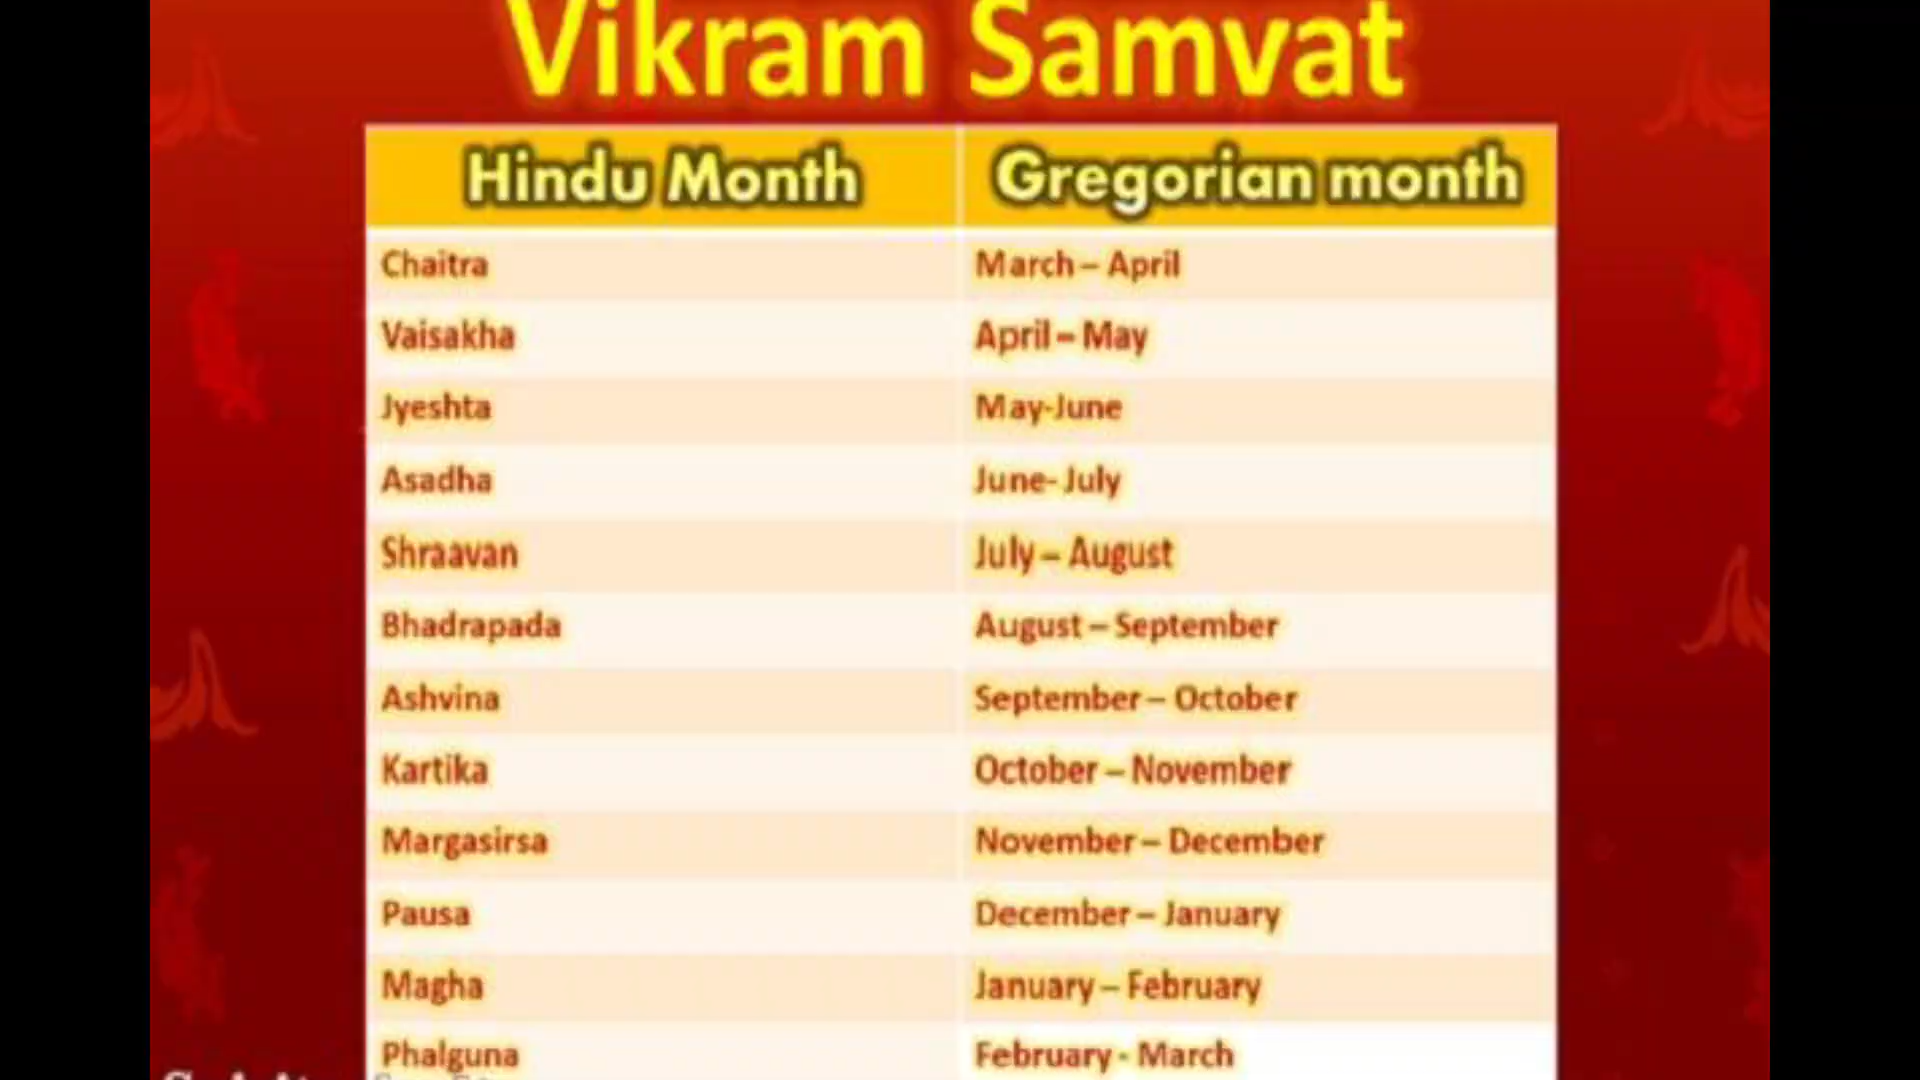 Vikram Samvat
Hindu Month Gregorian month
Chaitra March – April
Vaisakha April – May
Jyeshta May-June
Asadha June- July
Shraavan July – August
Bhadrapada August – September
Ashvina September – October
Kartika October – November
Margasirsa November – December
Pausa December – January
Magha January – February
Phalguna February - March